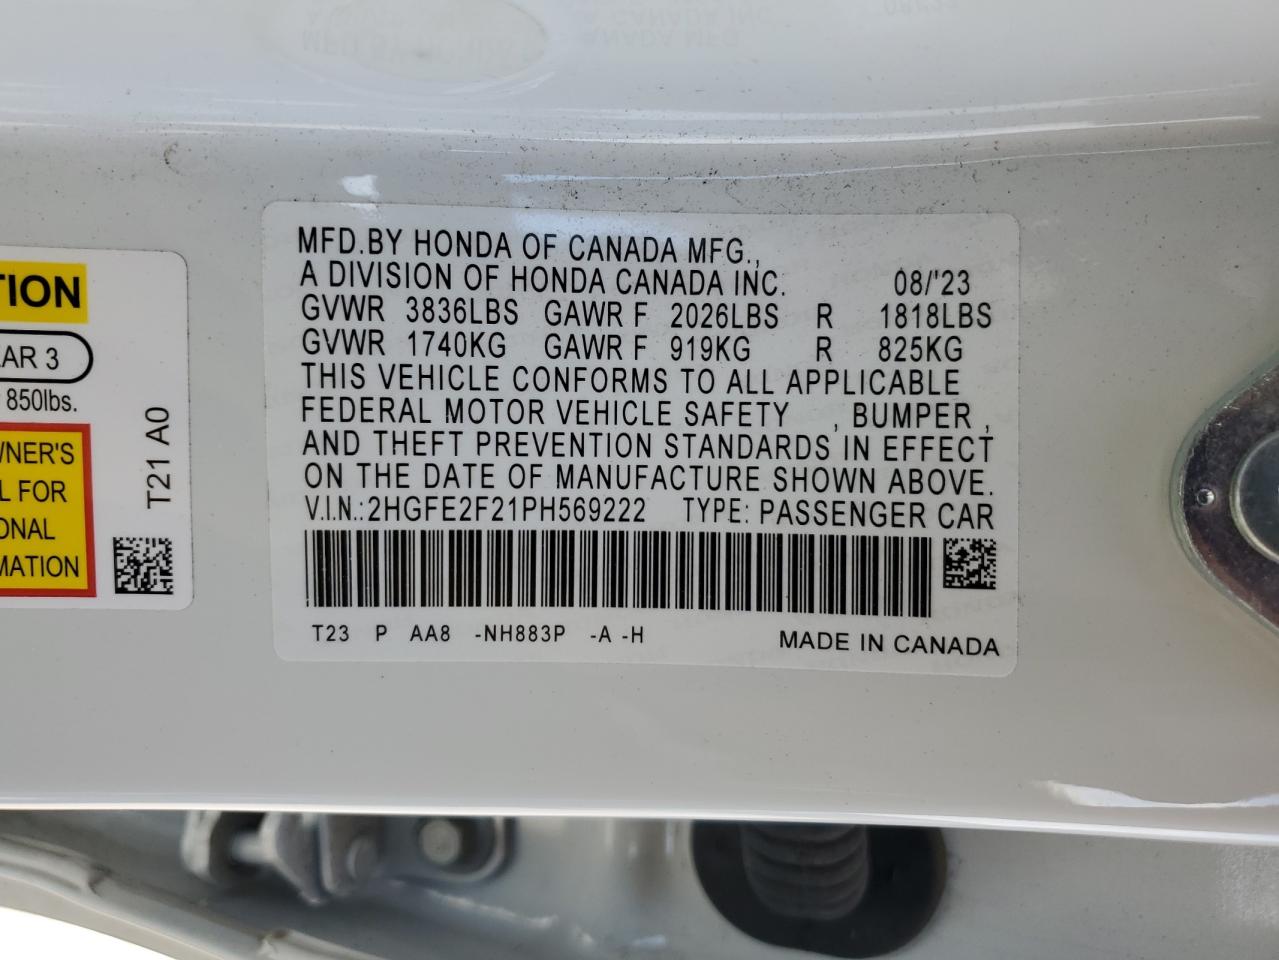 MFD.BY HONDA OF CANADA MFG.,
A DIVISION OF HONDA CANADA INC. 08/'23
GVWR 3836LBS GAWR F 2026LBS R 1818LBS
GVWR 1740KG GAWR F 919KG R 825KG
THIS VEHICLE CONFORMS TO ALL APPLICABLE
FEDERAL MOTOR VEHICLE SAFETY , BUMPER ,
AND THEFT PREVENTION STANDARDS IN EFFECT
ON THE DATE OF MANUFACTURE SHOWN ABOVE.
V.I.N.:2HGFE2F21PH569222 TYPE: PASSENGER CAR
T23 P AA8 -NH883P -A -H MADE IN CANADA
TION
AR 3
850lbs.
WNER'S
L FOR
ONAL
MATION
T21 A0